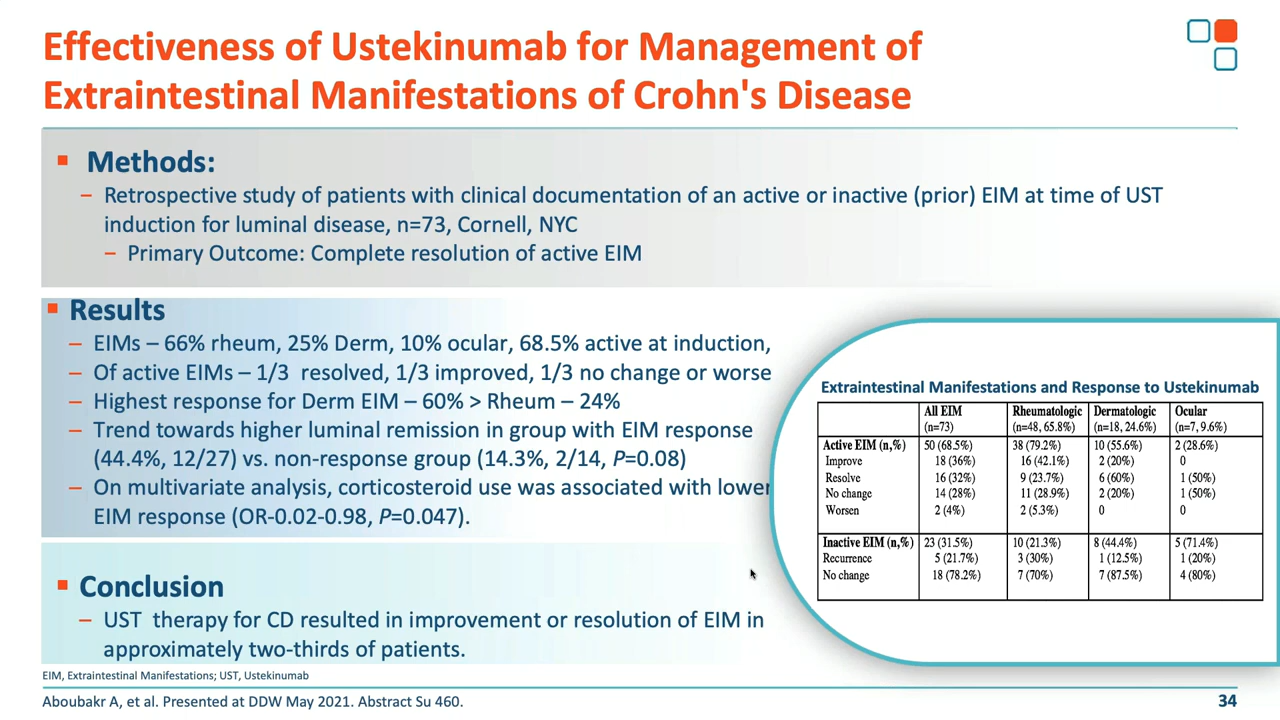 Effectiveness of Ustekinumab for Management of
Extraintestinal Manifestations of Crohn's Disease
▪ Methods:
– Retrospective study of patients with clinical documentation of an active or inactive (prior) EIM at time of UST
induction for luminal disease, n=73, Cornell, NYC
– Primary Outcome: Complete resolution of active EIM
▪ Results
– EIMs – 66% rheum, 25% Derm, 10% ocular, 68.5% active at induction,
– Of active EIMs – 1/3 resolved, 1/3 improved, 1/3 no change or worse
– Highest response for Derm EIM – 60% > Rheum – 24%
– Trend towards higher luminal remission in group with EIM response
(44.4%, 12/27) vs. non-response group (14.3%, 2/14, P=0.08)
– On multivariate analysis, corticosteroid use was associated with lower
EIM response (OR-0.02-0.98, P=0.047).
▪ Conclusion
– UST therapy for CD resulted in improvement or resolution of EIM in
approximately two-thirds of patients.
Extraintestinal Manifestations and Response to Ustekinumab
All EIM Rheumatologic Dermatologic Ocular
(n=73) (n=48, 65.8%) (n=18, 24.6%) (n=7, 9.6%)
Active EIM (n,%) 50 (68.5%) 38 (79.2%) 10 (55.6%) 2 (28.6%)
Improve 18 (36%) 16 (42.1%) 2 (20%) 0
Resolve 16 (32%) 9 (23.7%) 6 (60%) 1 (50%)
No change 14 (28%) 11 (28.9%) 2 (20%) 1 (50%)
Worsen 2 (4%) 2 (5.3%) 0 0
Inactive EIM (n,%) 23 (31.5%) 10 (21.3%) 8 (44.4%) 5 (71.4%)
Recurrence 5 (21.7%) 3 (30%) 1 (12.5%) 1 (20%)
No change 18 (78.2%) 7 (70%) 7 (87.5%) 4 (80%)
EIM, Extraintestinal Manifestations; UST, Ustekinumab
Aboubakr A, et al. Presented at DDW May 2021. Abstract Su 460.
34